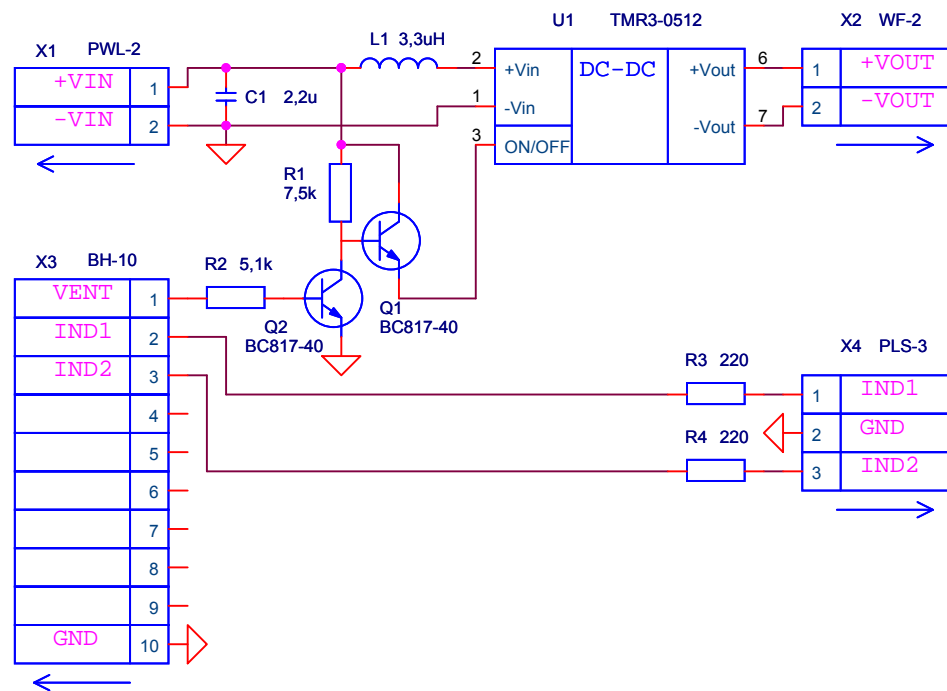 U1 TMR3-0512
X2 WF-2
X1 PWL-2
L1 3,3uH
+VIN 1
-VIN 2
C1 2,2u
2 +Vin
1 -Vin
3 ON/OFF
DC-DC
+Vout 6
-Vout 7
1 +VOUT
2 -VOUT
R1
7,5k
X3 BH-10
R2 5,1k
Q1
BC817-40
Q2
BC817-40
VENT 1
IND1 2
IND2 3
4
5
6
7
8
9
GND 10
R3 220
R4 220
X4 PLS-3
1 IND1
2 GND
3 IND2